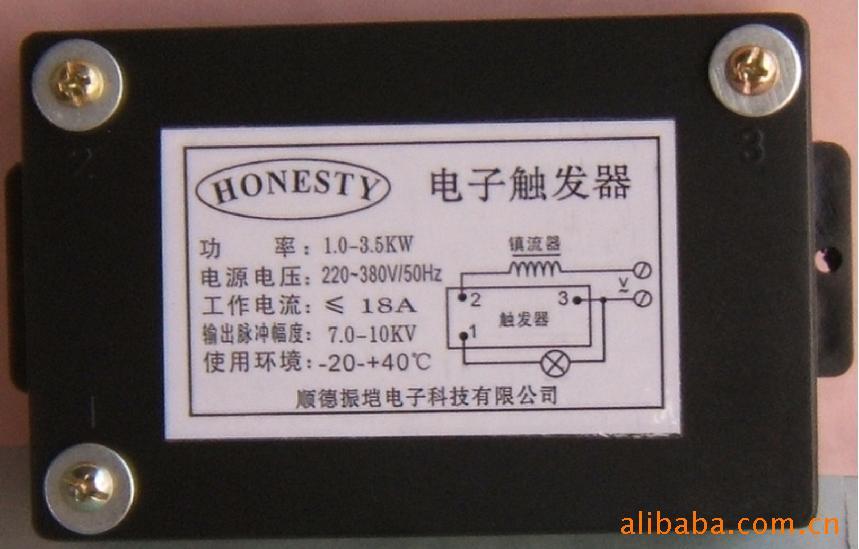 2
3
HONESTY 电子触发器
功 率: 1.0-3.5KW
电源电压: 220~380V/50Hz
工作电流: ≤ 18A
输出脉冲幅度: 7.0-10KV
使用环境: -20-+40℃
镇流器
V
~
2 3
触发器
1
顺德振垲电子科技有限公司
1
alibaba.com.cn